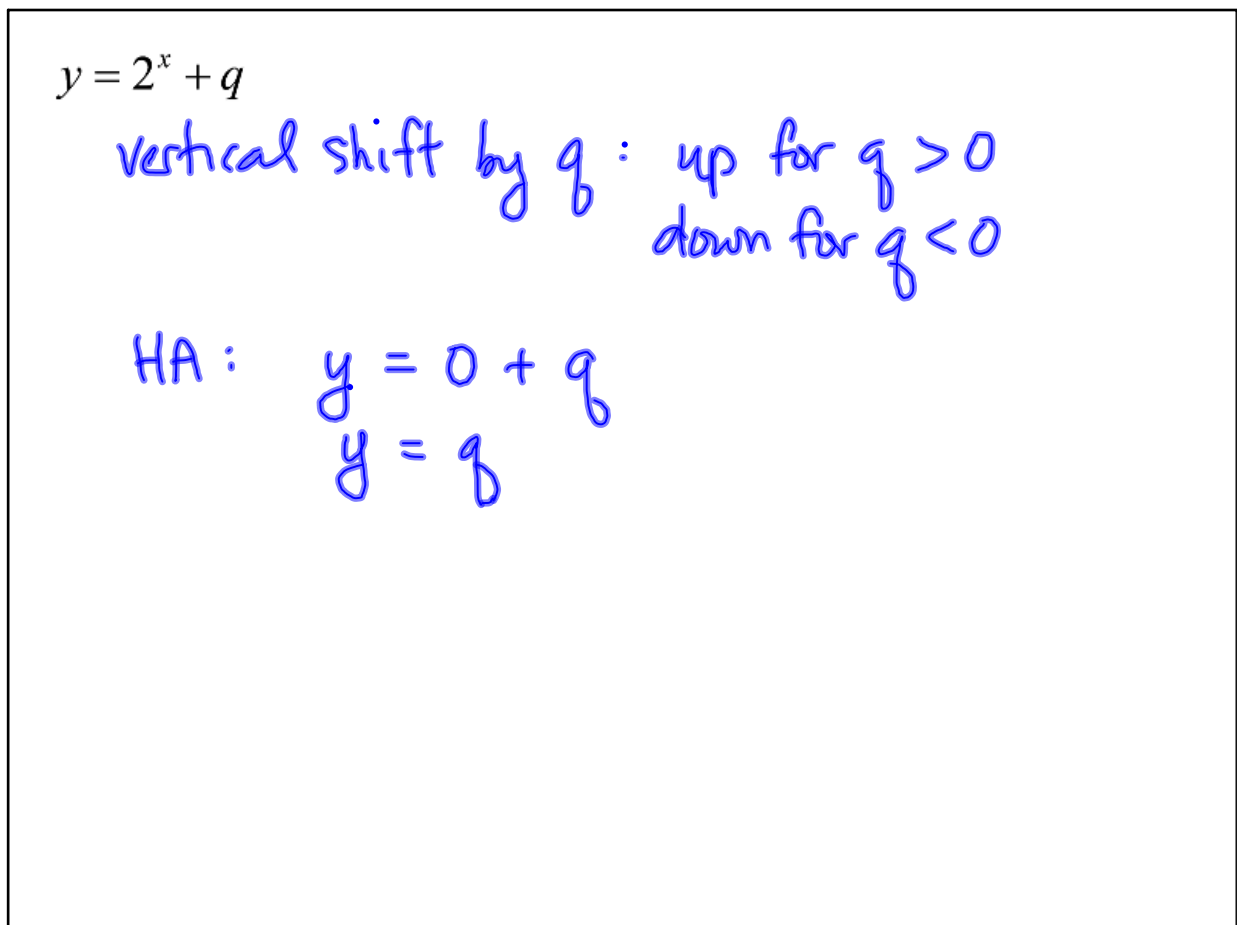 y = 2^x + q
vertical shift by q : up for q > 0
down for q < 0
HA : y = 0 + q
y = q